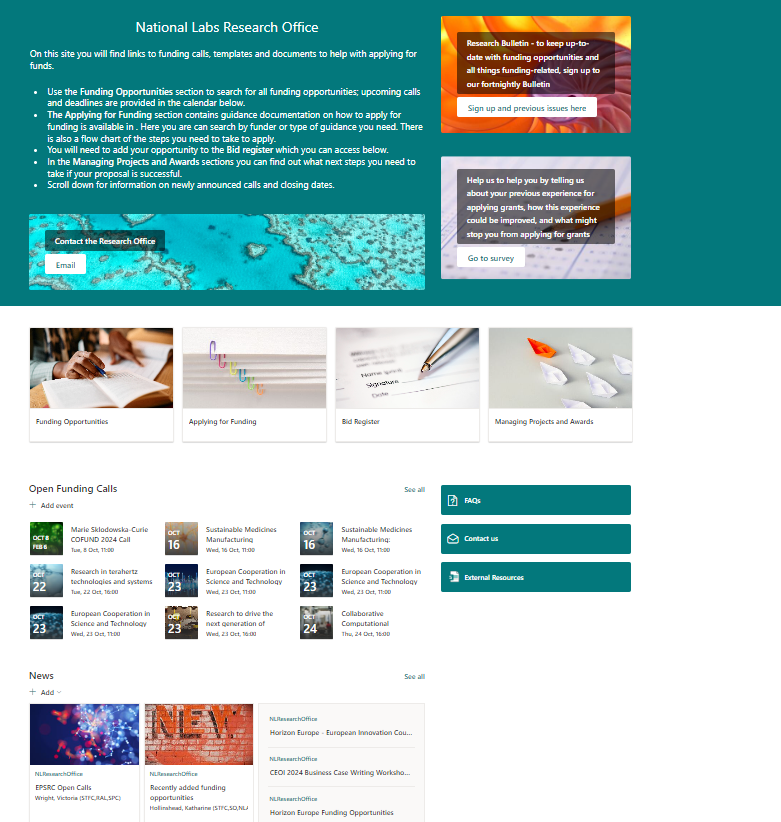 National Labs Research Office
On this site you will find links to funding calls, templates and documents to help with applying for
funds.
Use the Funding Opportunities section to search for all funding opportunities; upcoming calls
and deadlines are provided in the calendar below.
The Applying for Funding section contains guidance documentation on how to apply for
funding is available in . Here you are can search by funder or type of guidance you need. There
is also a flow chart of the steps you need to take to apply.
You will need to add your opportunity to the Bid register which you can access below.
In the Managing Projects and Awards sections you can find out what next steps you need to
take if your proposal is successful.
Scroll down for information on newly announced calls and closing dates.
Contact the Research Office
Email
Research Bulletin - to keep up-to-
date with funding opportunities and
all things funding-related, sign up to
our fortnightly Bulletin
Sign up and previous issues here
Help us to help you by telling us
about your previous experience for
applying grants, how this experience
could be improved, and what might
stop you from applying for grants
Go to survey
Name
Signature
Date
Funding Opportunities
Applying for Funding
Bid Register
Managing Projects and Awards
Open Funding Calls
See all
+ Add event
OCT 8
FEB 6
Marie Sklodowska-Curie
COFUND 2024 Call
Tue, 8 Oct, 11:00
OCT
16
Sustainable Medicines
Manufacturing
Wed, 16 Oct, 11:00
OCT
16
Sustainable Medicines
Manufacturing:
Wed, 16 Oct, 11:00
OCT
22
Research in terahertz
technologies and systems
Tue, 22 Oct, 16:00
OCT
23
European Cooperation in
Science and Technology
Wed, 23 Oct, 11:00
OCT
23
European Cooperation in
Science and Technology
Wed, 23 Oct, 11:00
OCT
23
European Cooperation in
Science and Technology
Wed, 23 Oct, 11:00
OCT
23
Research to drive the
next generation of
Wed, 23 Oct, 16:00
OCT
24
Collaborative
Computational
Thu, 24 Oct, 16:00
FAQs
Contact us
External Resources
News
See all
+ Add
NLResearchOffice
EPSRC Open Calls
Wright, Victoria (STFC,RAL,SPC)
NEW
NLResearchOffice
Recently added funding
opportunities
Hollinshead, Katharine (STFC,SO,NLA
NLResearchOffice
Horizon Europe - European Innovation Cou...
NLResearchOffice
CEOI 2024 Business Case Writing Worksho...
NLResearchOffice
Horizon Europe Funding Opportunities